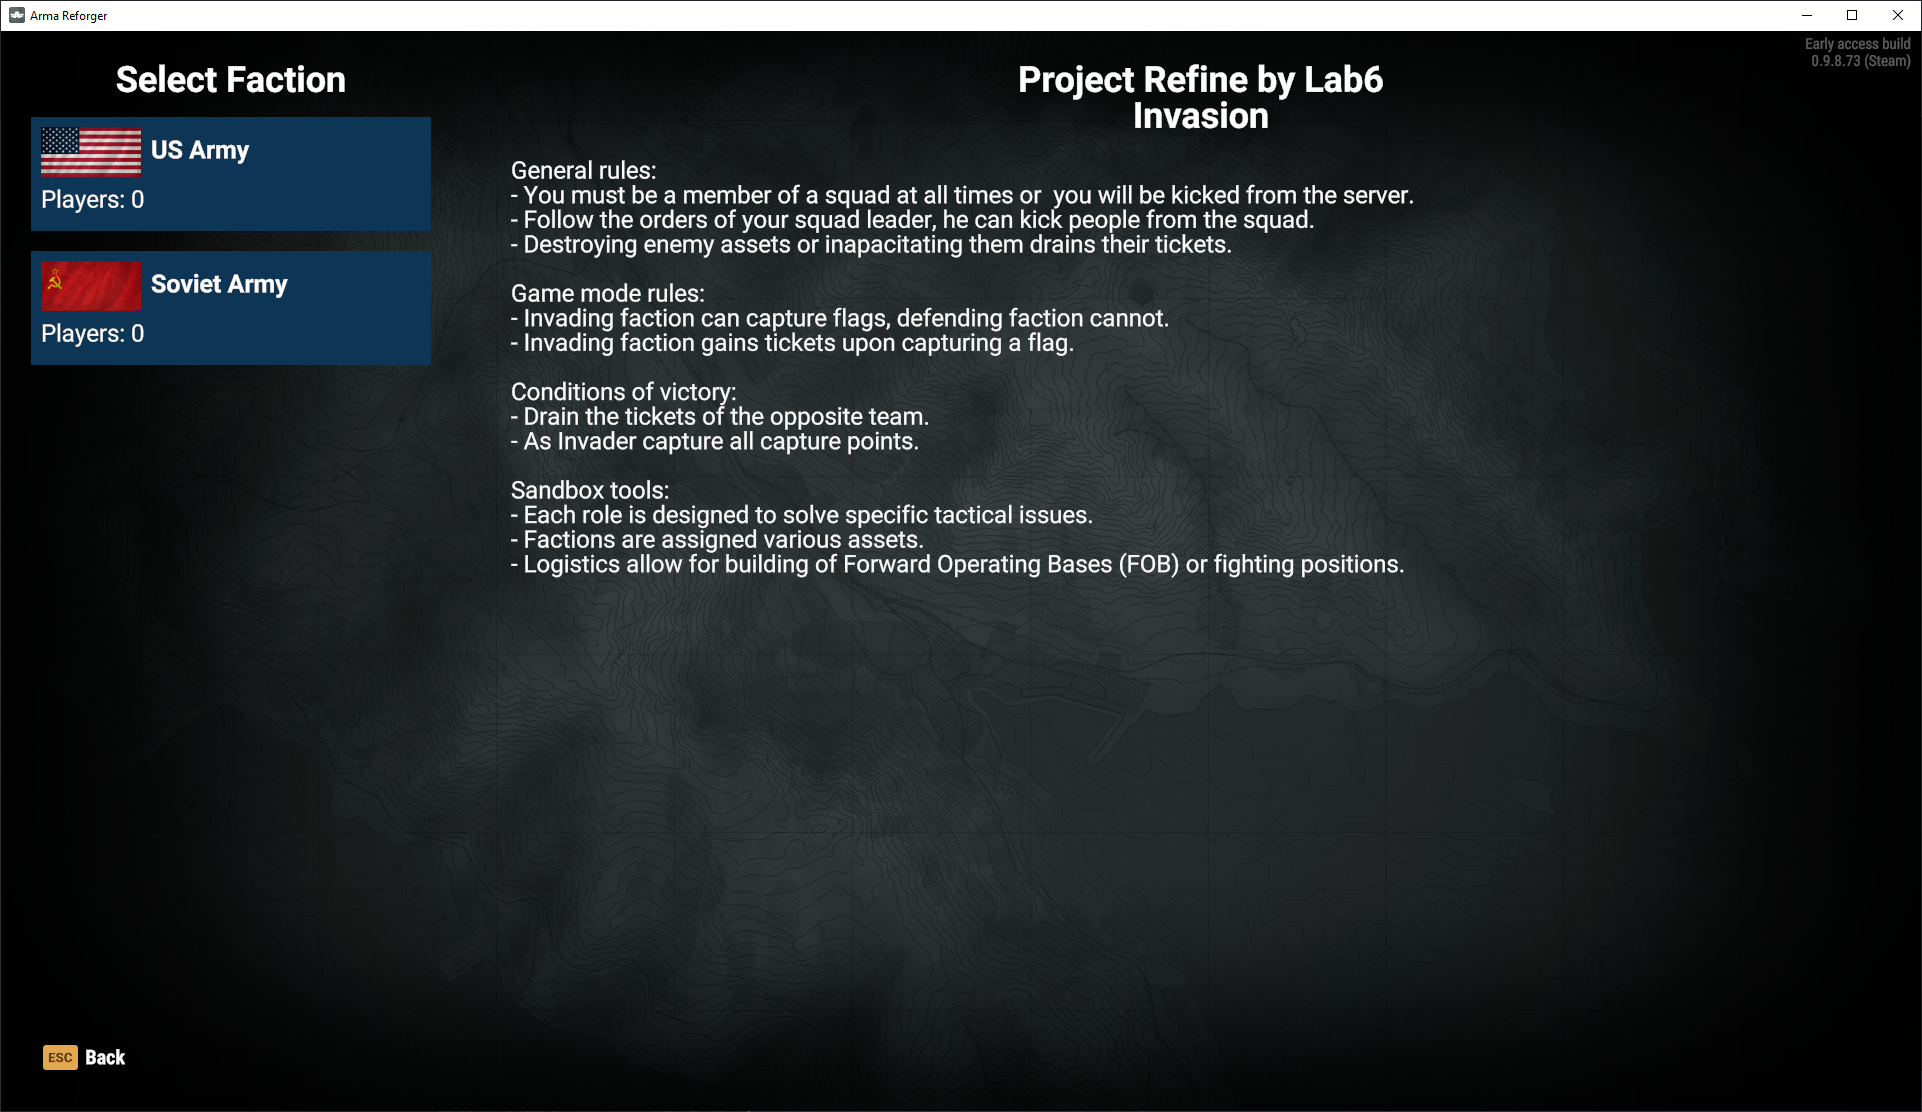 Arma Reforger
Early access build
0.9.8.73 (Steam)
Select Faction
US Army
Players: 0
Soviet Army
Players: 0
Project Refine by Lab6
Invasion
General rules:
- You must be a member of a squad at all times or  you will be kicked from the server.
- Follow the orders of your squad leader, he can kick people from the squad.
- Destroying enemy assets or inapacitating them drains their tickets.
Game mode rules:
- Invading faction can capture flags, defending faction cannot.
- Invading faction gains tickets upon capturing a flag.
Conditions of victory:
- Drain the tickets of the opposite team.
- As Invader capture all capture points.
Sandbox tools:
- Each role is designed to solve specific tactical issues.
- Factions are assigned various assets.
- Logistics allow for building of Forward Operating Bases (FOB) or fighting positions.
ESC Back